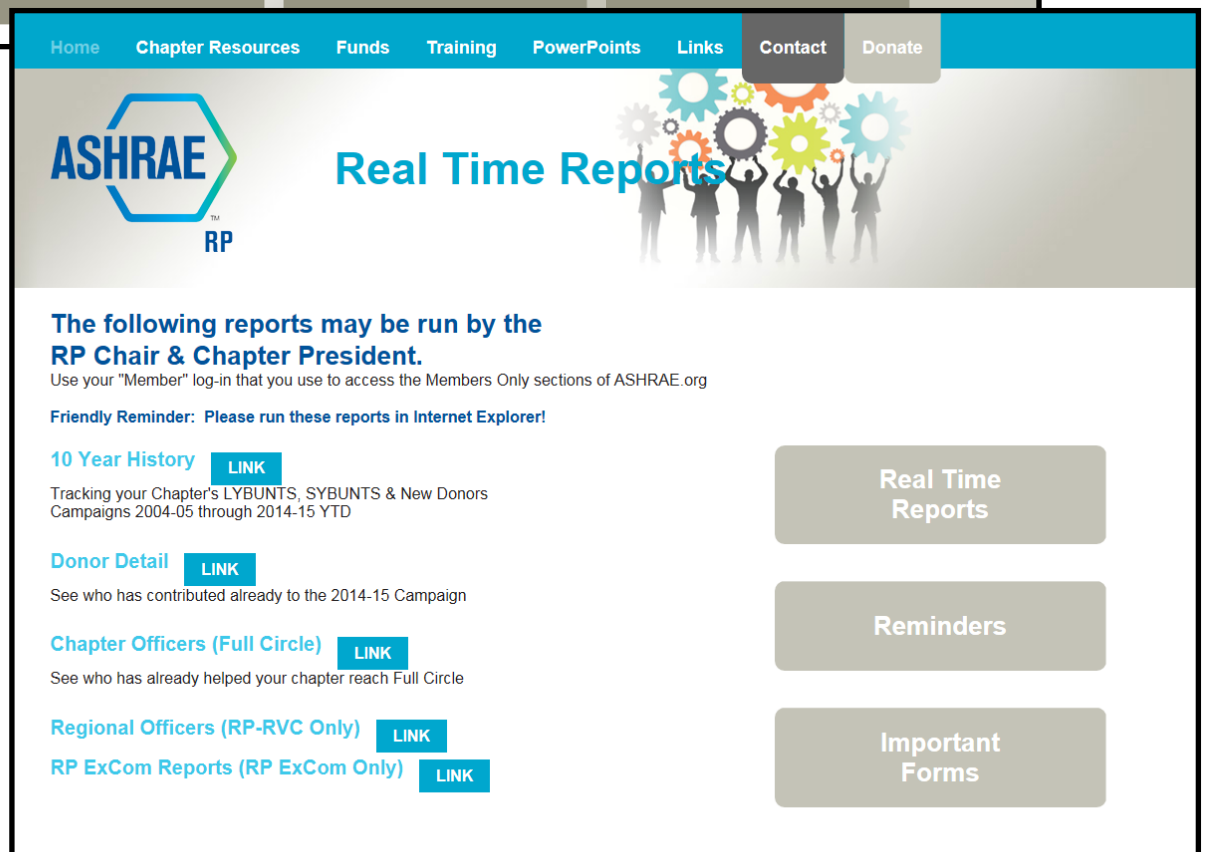 Home Chapter Resources Funds Training PowerPoints Links Contact Donate
ASHRAE
TM
RP
Real Time Reports
The following reports may be run by the
RP Chair & Chapter President.
Use your "Member" log-in that you use to access the Members Only sections of ASHRAE.org
Friendly Reminder: Please run these reports in Internet Explorer!
10 Year History LINK
Tracking your Chapter's LYBUNTS, SYBUNTS & New Donors
Campaigns 2004-05 through 2014-15 YTD
Donor Detail LINK
See who has contributed already to the 2014-15 Campaign
Chapter Officers (Full Circle) LINK
See who has already helped your chapter reach Full Circle
Regional Officers (RP-RVC Only) LINK
RP ExCom Reports (RP ExCom Only) LINK
Real Time
Reports
Reminders
Important
Forms